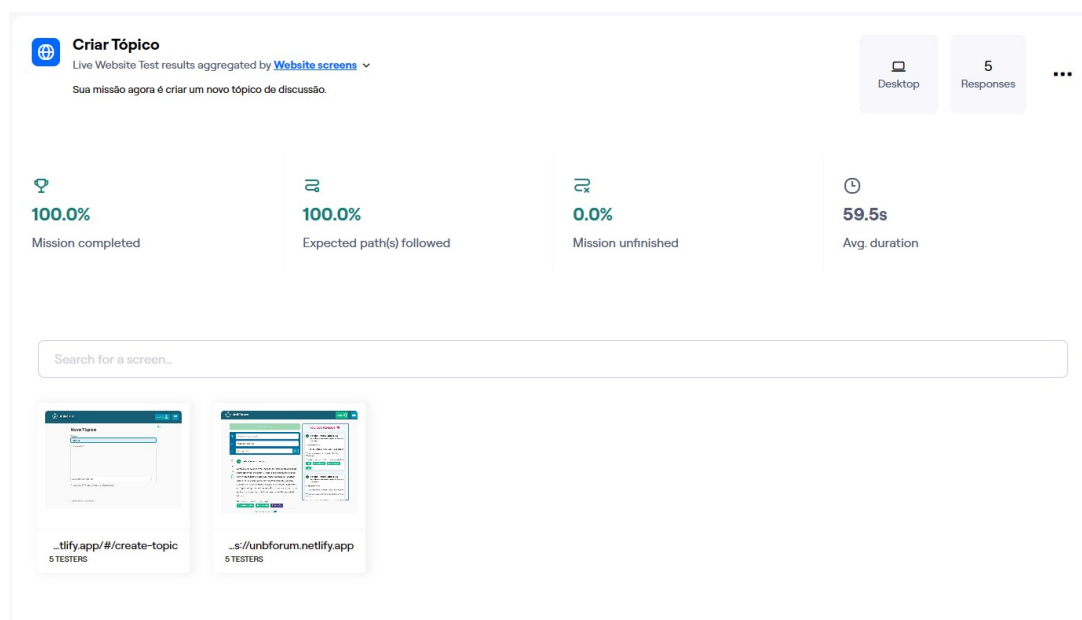 Criar Tópico
Live Website Test results aggregated by Website screens
Sua missão agora é criar um novo tópico de discussão.
Desktop
5
Responses
100.0%
Mission completed
100.0%
Expected path(s) followed
0.0%
Mission unfinished
59.5s
Avg. duration
Search for a screen...
Novo Tópico
...tlify.app/#/create-topic
5 TESTERS
...s://unbforum.netlify.app
5 TESTERS